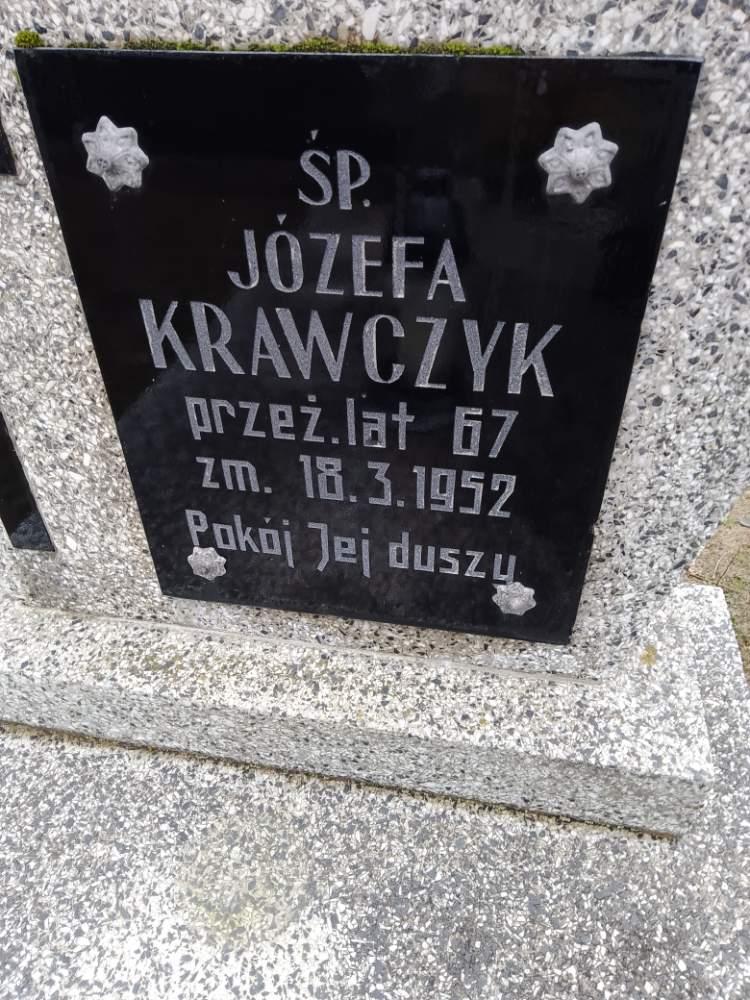 ŚP.
JÓZEFA
KRAWCZYK
przeż. lat 67
zm. 18.3.1952
Pokój Jej duszy